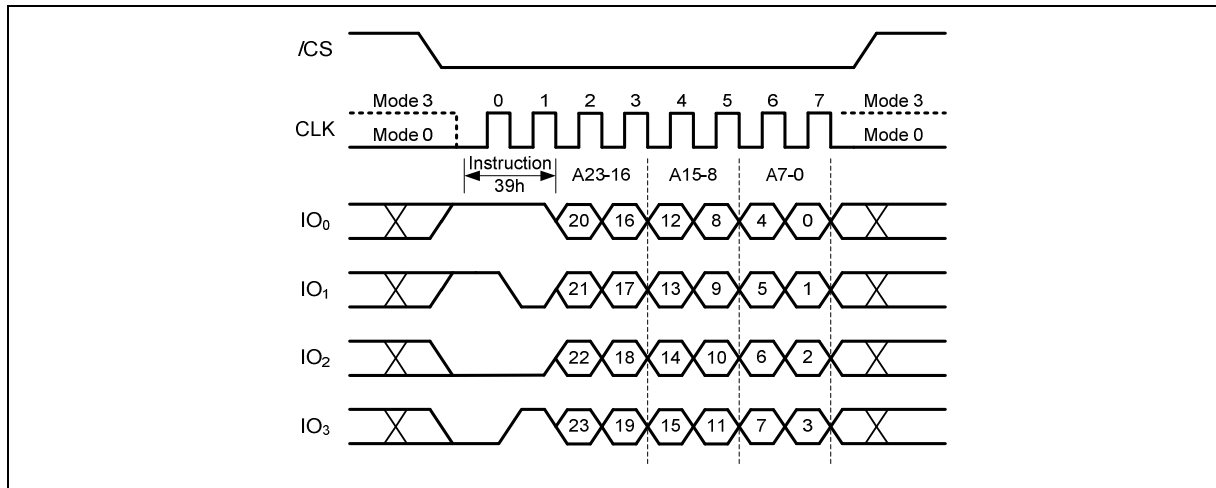 /CS
Mode 3 0 1 2 3 4 5 6 7 Mode 3
CLK Mode 0 Mode 0
Instruction
39h A23-16 A15-8 A7-0
IO₀ 20 16 12 8 4 0
IO₁ 21 17 13 9 5 1
IO₂ 22 18 14 10 6 2
IO₃ 23 19 15 11 7 3